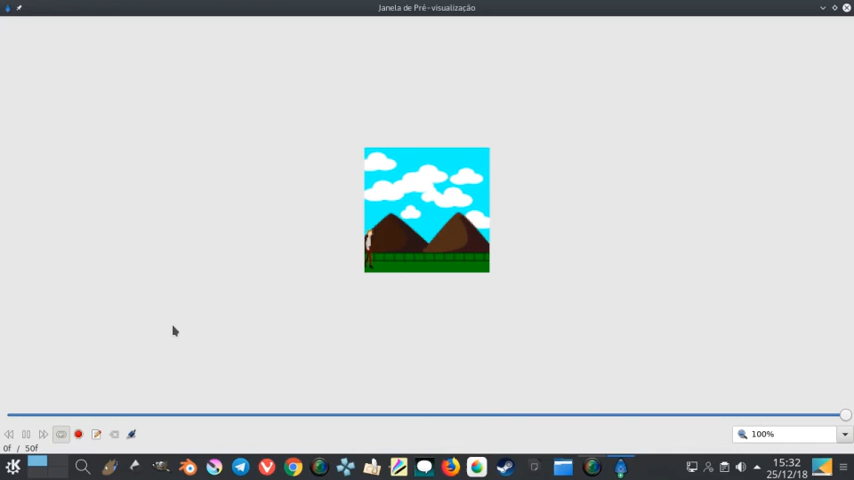 Janela de Pré-visualização
100%
0f / 50f
15:32
25/12/18